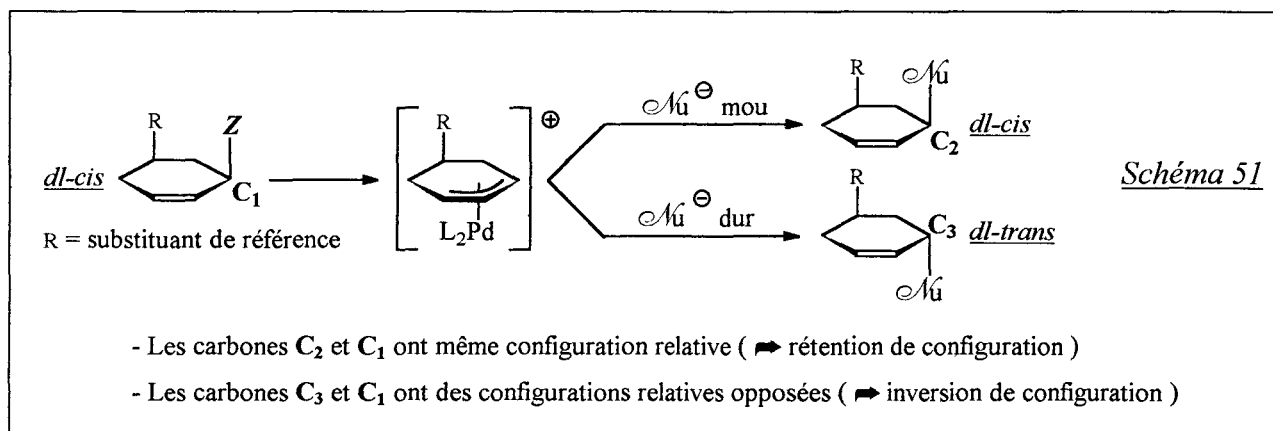 R
Z
dl-cis
C₁
R = substituant de référence
[
R
L₂Pd
]⊕
Nu⊖ mou
Nu⊖ dur
R
Nu
C₂
dl-cis
R
C₃
dl-trans
Nu
Schéma 51
- Les carbones C₂ et C₁ ont même configuration relative ( ➡ rétention de configuration )
- Les carbones C₃ et C₁ ont des configurations relatives opposées ( ➡ inversion de configuration )